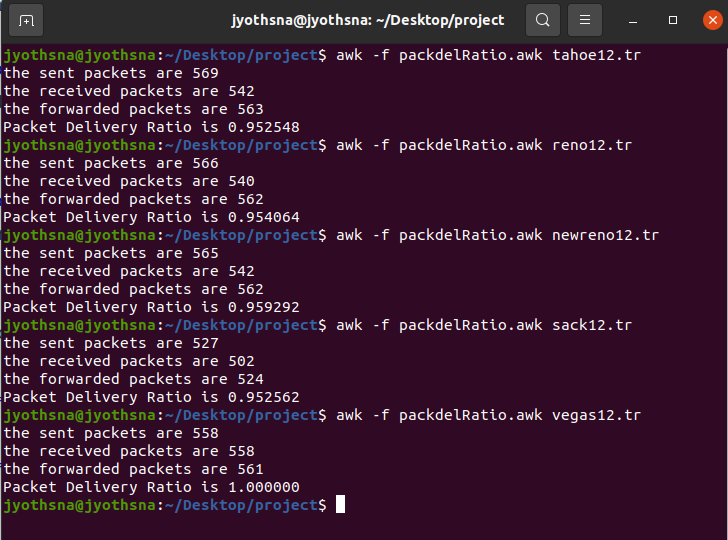 jyothsna@jyothsna: ~/Desktop/project
jyothsna@jyothsna:~/Desktop/project$ awk -f packdelRatio.awk tahoe12.tr
the sent packets are 569
the received packets are 542
the forwarded packets are 563
Packet Delivery Ratio is 0.952548
jyothsna@jyothsna:~/Desktop/project$ awk -f packdelRatio.awk reno12.tr
the sent packets are 566
the received packets are 540
the forwarded packets are 562
Packet Delivery Ratio is 0.954064
jyothsna@jyothsna:~/Desktop/project$ awk -f packdelRatio.awk newreno12.tr
the sent packets are 565
the received packets are 542
the forwarded packets are 562
Packet Delivery Ratio is 0.959292
jyothsna@jyothsna:~/Desktop/project$ awk -f packdelRatio.awk sack12.tr
the sent packets are 527
the received packets are 502
the forwarded packets are 524
Packet Delivery Ratio is 0.952562
jyothsna@jyothsna:~/Desktop/project$ awk -f packdelRatio.awk vegas12.tr
the sent packets are 558
the received packets are 558
the forwarded packets are 561
Packet Delivery Ratio is 1.000000
jyothsna@jyothsna:~/Desktop/project$